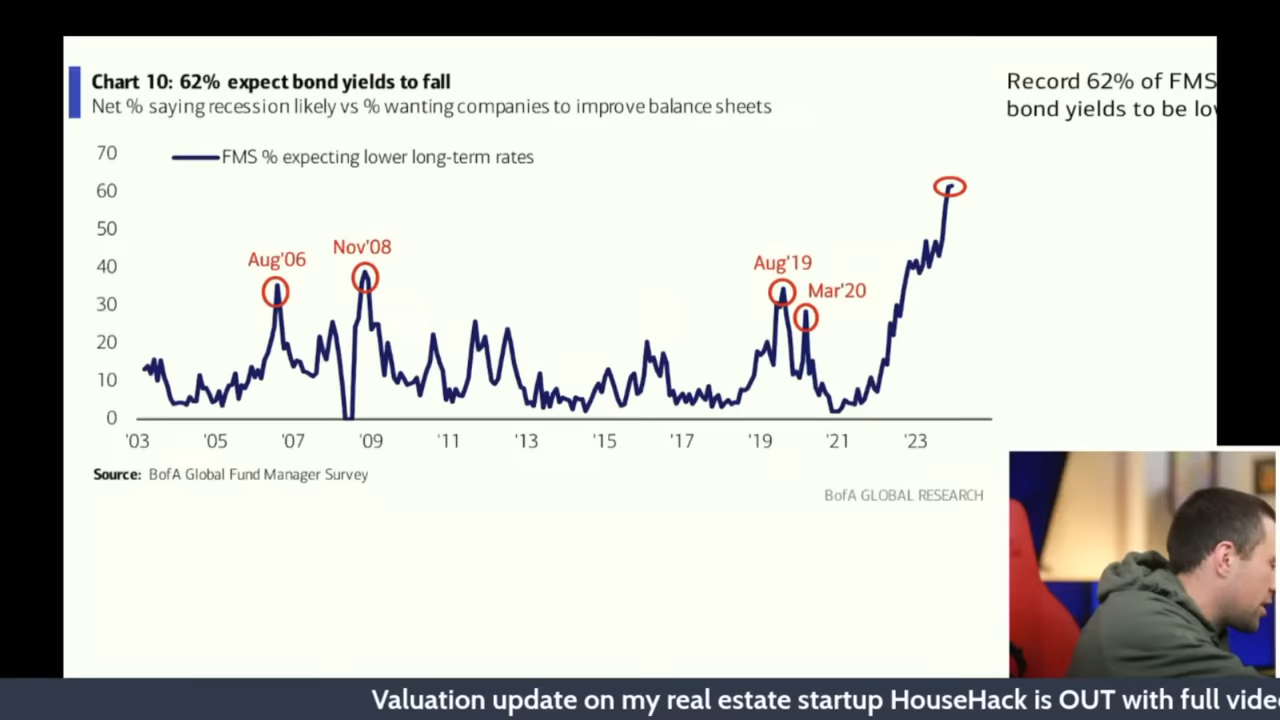 Chart 10: 62% expect bond yields to fall
Net % saying recession likely vs % wanting companies to improve balance sheets
Record 62% of FMS
bond yields to be
FMS % expecting lower long-term rates
70
60
50
40
30
20
10
0
Aug'06
Nov'08
Aug'19
Mar'20
'03 '05 '07 '09 '11 '13 '15 '17 '19 '21 '23
Source: BofA Global Fund Manager Survey
BofA GLOBAL RESEARCH
Valuation update on my real estate startup HouseHack is OUT with full vide